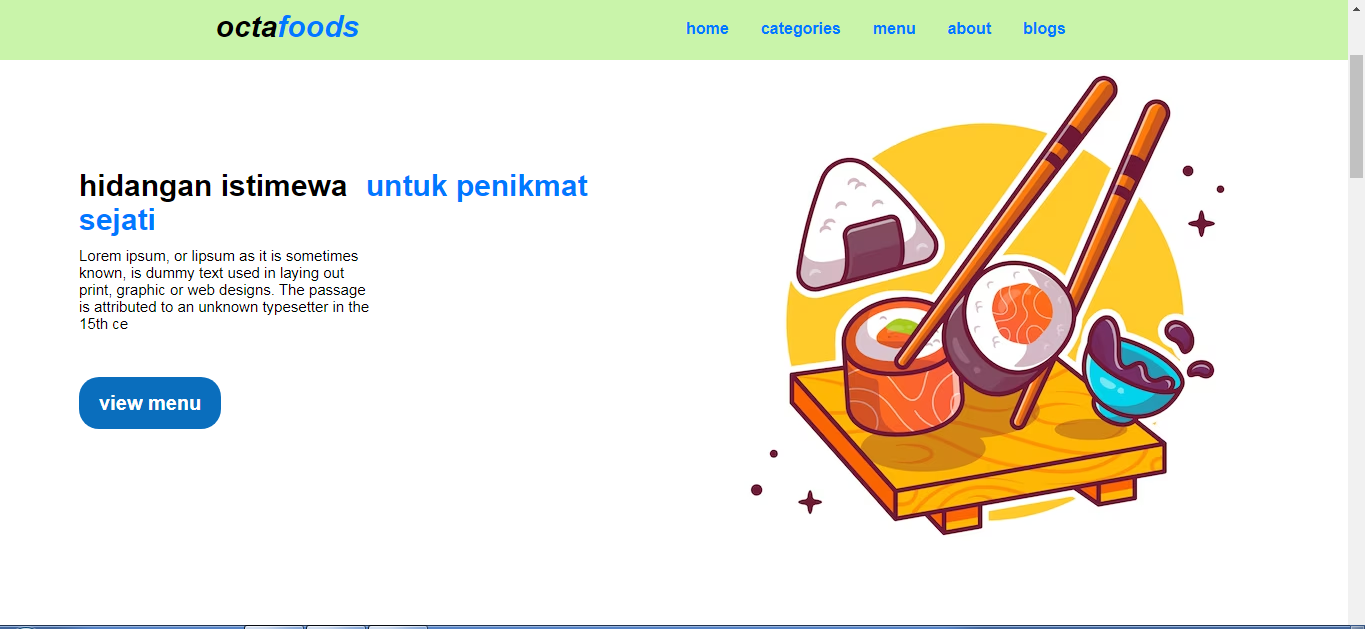 octafoods
home categories menu about blogs
hidangan istimewa untuk penikmat
sejati
Lorem ipsum, or lipsum as it is sometimes
known, is dummy text used in laying out
print, graphic or web designs. The passage
is attributed to an unknown typesetter in the
15th ce
view menu